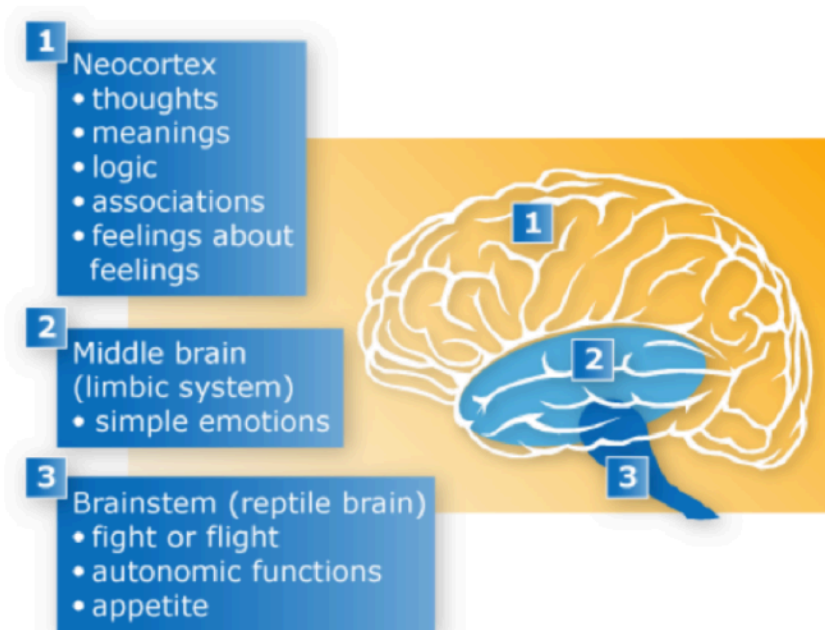 1
Neocortex
• thoughts
• meanings
• logic
• associations
• feelings about
feelings
2
Middle brain
(limbic system)
• simple emotions
3
Brainstem (reptile brain)
• fight or flight
• autonomic functions
• appetite
1
2
3